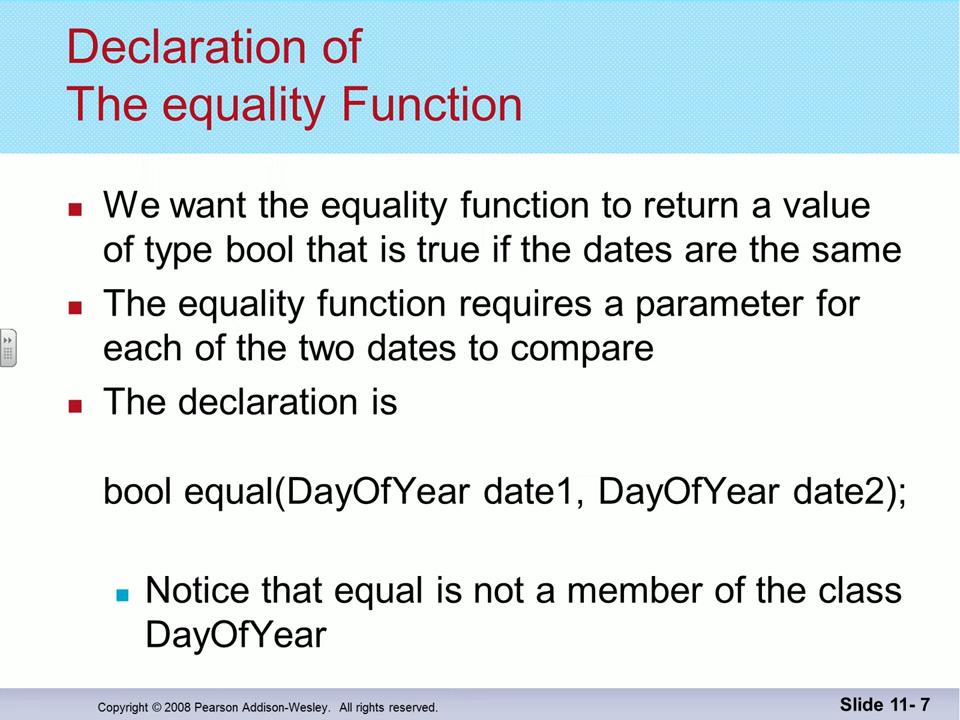 Declaration of
The equality Function
We want the equality function to return a value
of type bool that is true if the dates are the same
The equality function requires a parameter for
each of the two dates to compare
The declaration is
bool equal(DayOfYear date1, DayOfYear date2);
Notice that equal is not a member of the class
DayOfYear
Copyright © 2008 Pearson Addison-Wesley. All rights reserved.
Slide 11- 7